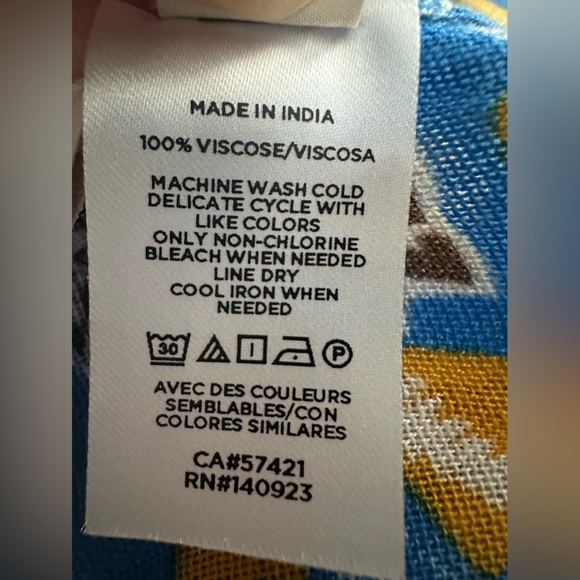 MADE IN INDIA
100% VISCOSE/VISCOSA
MACHINE WASH COLD
DELICATE CYCLE WITH
LIKE COLORS
ONLY NON-CHLORINE
BLEACH WHEN NEEDED
LINE DRY
COOL IRON WHEN
NEEDED
30 P
AVEC DES COULEURS
SEMBLABLES/CON
COLORES SIMILARES
CA#57421
RN#140923